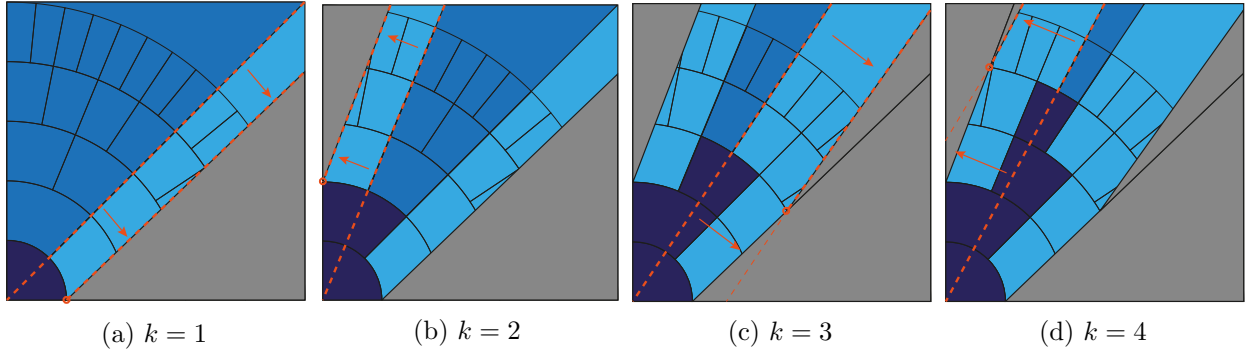 (a) k = 1
(b) k = 2
(c) k = 3
(d) k = 4